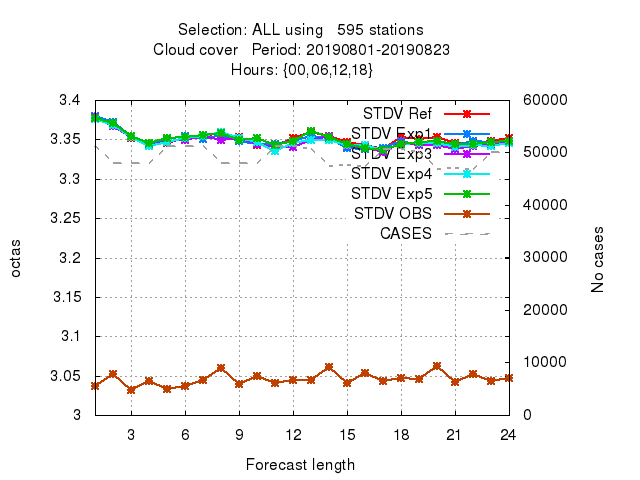 Selection: ALL using   595 stations
Cloud cover   Period: 20190801-20190823
Hours: {00,06,12,18}
3.4
3.35
3.3
3.25
3.2
3.15
3.1
3.05
3
octas
60000
50000
40000
30000
20000
10000
0
No cases
STDV Ref
STDV Exp1
STDV Exp3
STDV Exp4
STDV Exp5
STDV OBS
CASES
3 6 9 12 15 18 21 24
Forecast length